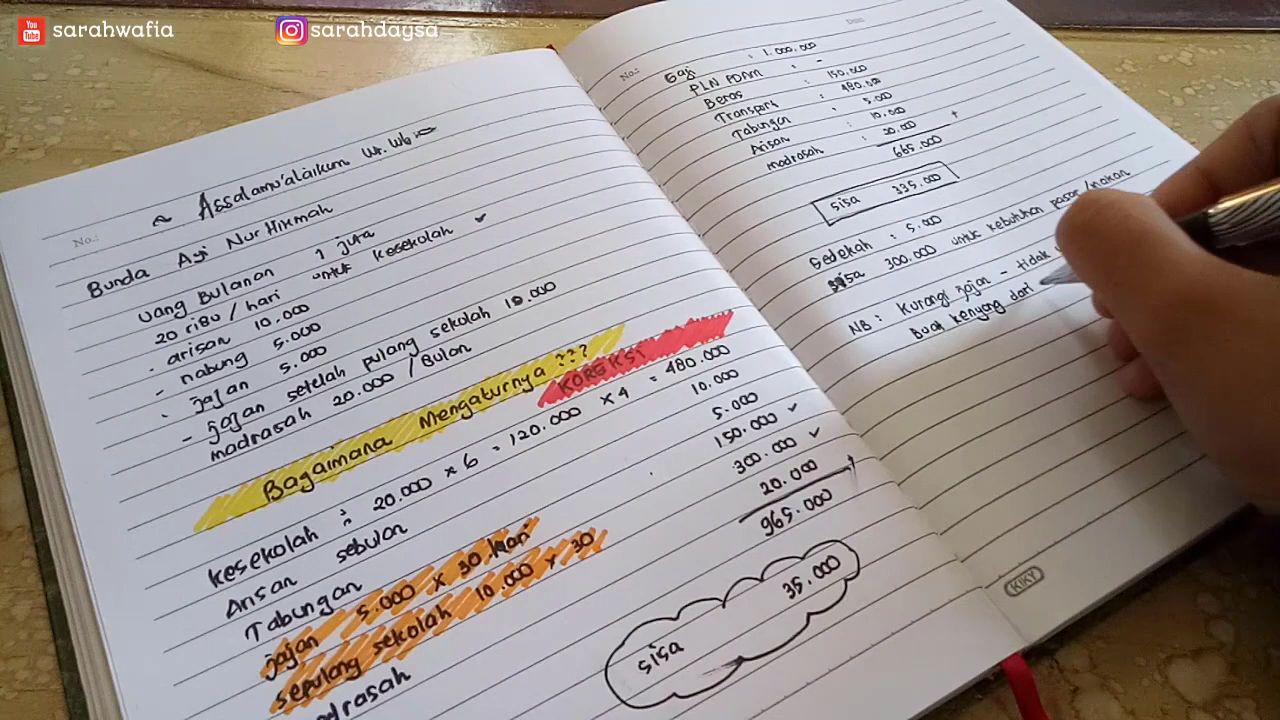 YouTube sarahwafia
sarahdaysa
No.:
~ Assalamu'alaikum Wr. Wb
Bunda Ayi Nur Hikmah
Uang Bulanan 1 juta
20 ribu / hari untuk kesekolah ✓
- arisan 10.000
- nabung 5.000
- jajan 5.000
- jajan setelah pulang sekolah 10.000
madrasah 20.000 / Bulan
Bagaimana Mengaturnya ???
KOREKSI
kesekolah : 20.000 x 6 = 120.000 x 4 = 480.000
Arisan sebulan 10.000
Tabungan 5.000
jajan 5.000 x 30 hari 150.000 ✓
sepulang sekolah 10.000 x 30 300.000 ✓
drasah 20.000 +
965.000
sisa 35.000
No.:
Gaji : 1.000.000
PLN PDAM : -
Beras : 150.000
Transport : 480.000
Tabungan : 5.000
Arisan : 10.000
madrasah : 20.000 +
665.000
sisa 335.000
Sedekah : 5.000
sisa 300.000 untuk kebutuhan pasar/makan
NB : Kurangi jajan - tidak
Buat kenyang dari
KIKY